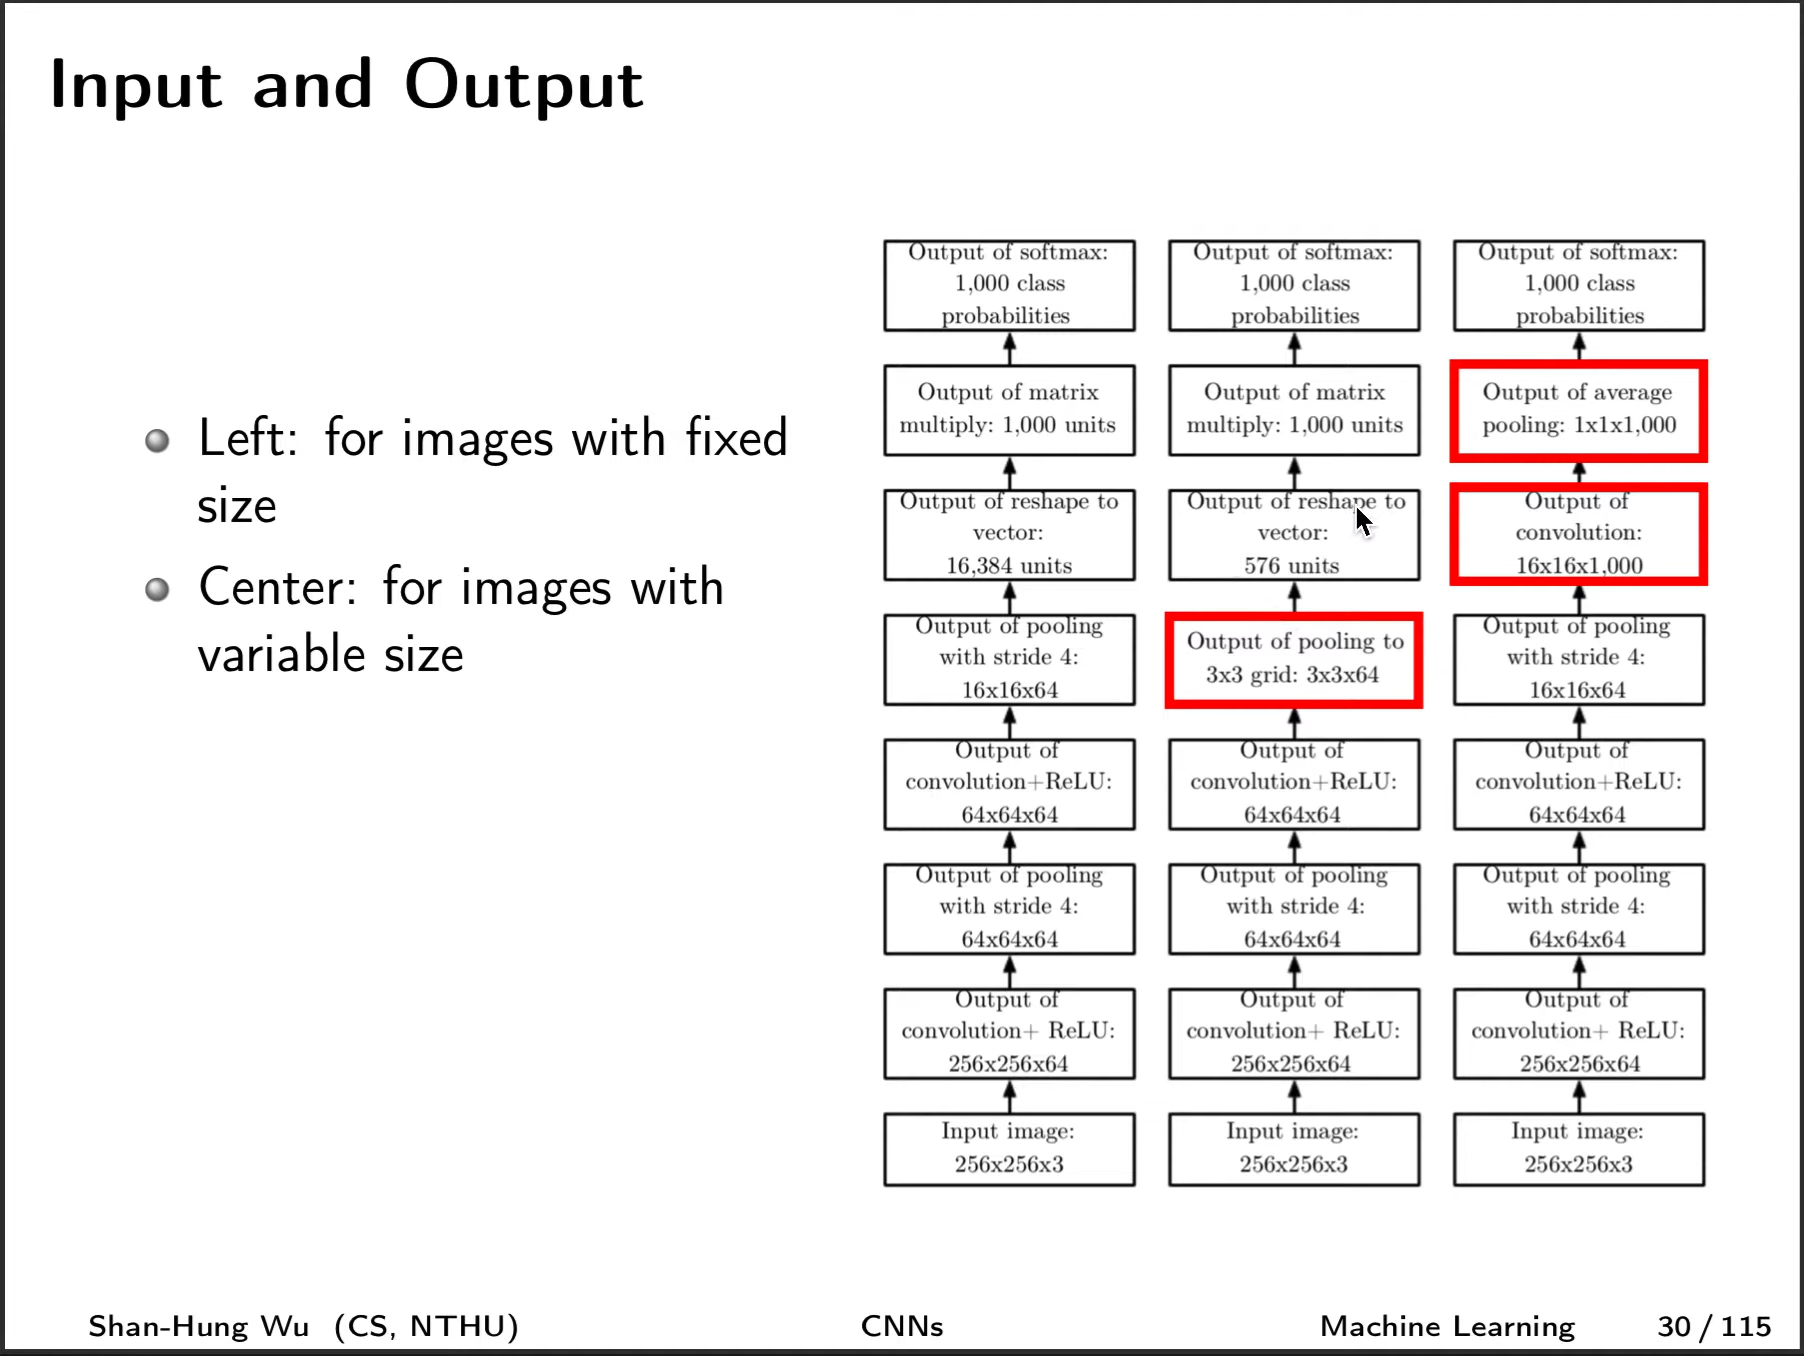 Input and Output
Left: for images with fixed
size
Center: for images with
variable size
Output of softmax:
1,000 class
probabilities
Output of matrix
multiply: 1,000 units
Output of reshape to
vector:
16,384 units
Output of pooling
with stride 4:
16x16x64
Output of
convolution+ReLU:
64x64x64
Output of pooling
with stride 4:
64x64x64
Output of
convolution+ ReLU:
256x256x64
Input image:
256x256x3
Output of softmax:
1,000 class
probabilities
Output of matrix
multiply: 1,000 units
Output of reshape to
vector:
576 units
Output of pooling to
3x3 grid: 3x3x64
Output of
convolution+ReLU:
64x64x64
Output of pooling
with stride 4:
64x64x64
Output of
convolution+ ReLU:
256x256x64
Input image:
256x256x3
Output of softmax:
1,000 class
probabilities
Output of average
pooling: 1x1x1,000
Output of
convolution:
16x16x1,000
Output of pooling
with stride 4:
16x16x64
Output of
convolution+ReLU:
64x64x64
Output of pooling
with stride 4:
64x64x64
Output of
convolution+ ReLU:
256x256x64
Input image:
256x256x3
Shan-Hung Wu (CS, NTHU) CNNs Machine Learning 30 / 115